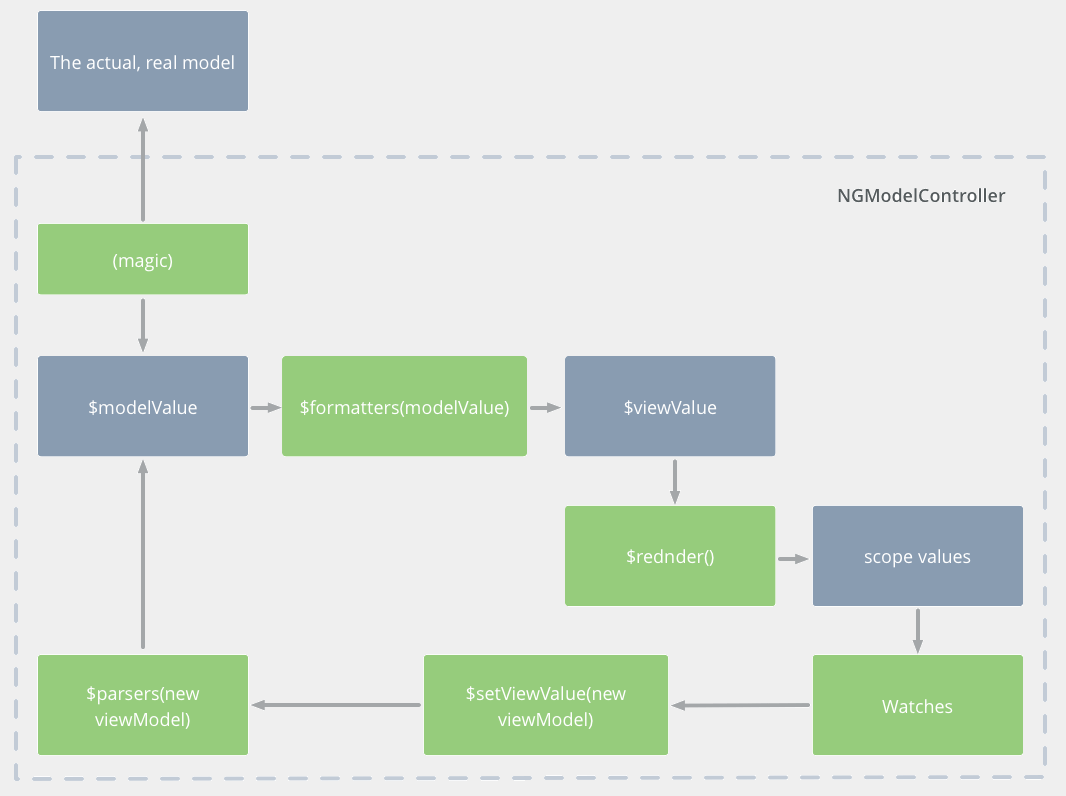 The actual, real model
NGModelController
(magic)
$modelValue
$formatters(modelValue)
$viewValue
$rednder()
scope values
$parsers(new
viewModel)
$setViewValue(new
viewModel)
Watches